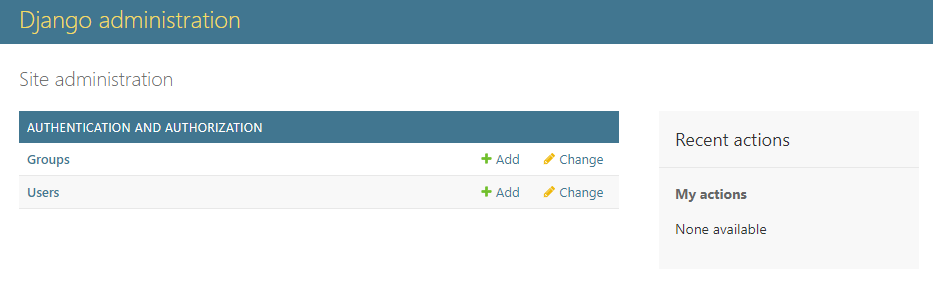 Django administration
Site administration
AUTHENTICATION AND AUTHORIZATION
Groups Add Change
Users Add Change
Recent actions
My actions
None available